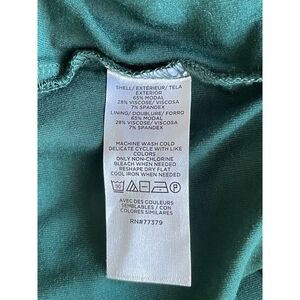 SHELL/ EXTÉRIEUR/ TELA
EXTERIOR
65% MODAL
28% VISCOSE/ VISCOSA
7% SPANDEX
LINING/ DOUBLURE/ FORRO
65% MODAL
28% VISCOSE/ VISCOSA
7% SPANDEX
MACHINE WASH COLD
DELICATE CYCLE WITH LIKE
COLORS
ONLY NON-CHLORINE
BLEACH WHEN NEEDED
RESHAPE DRY FLAT
COOL IRON WHEN NEEDED
AVEC DES COULEURS
SEMBLABLES / CON
COLORES SIMILARES
RN#77379